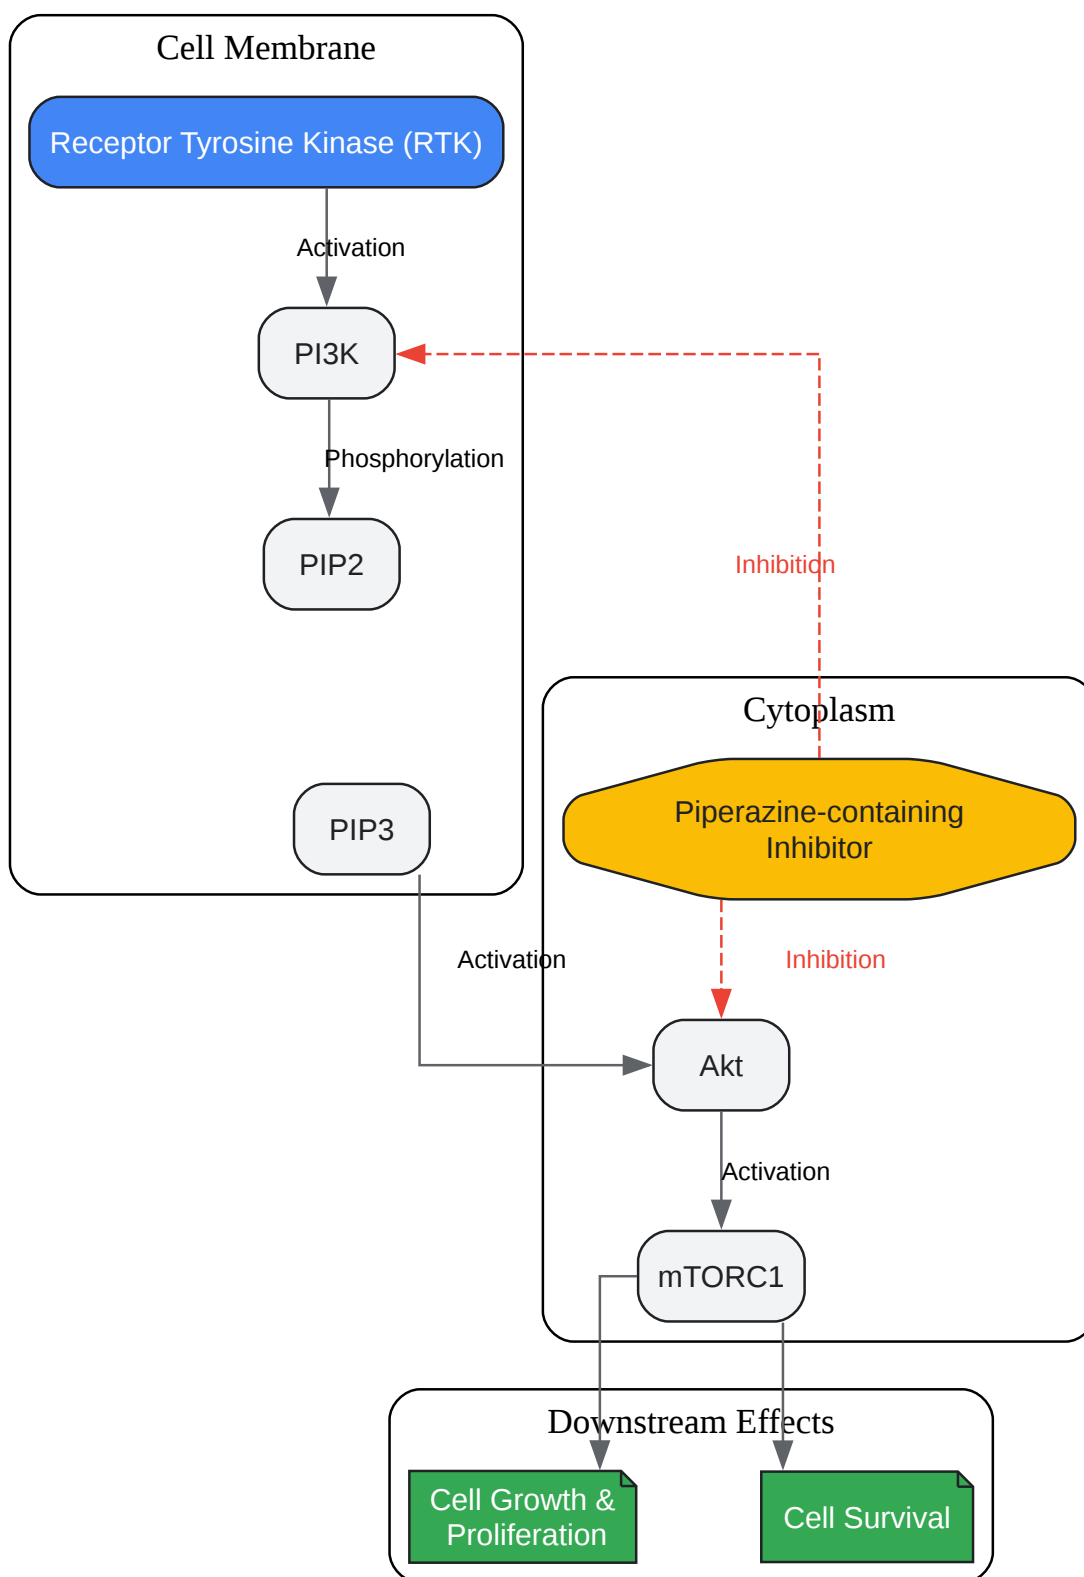 Cell Membrane
Receptor Tyrosine Kinase (RTK)
Activation
PI3K
Phosphorylation
PIP2
Inhibition
Cytoplasm
Piperazine-containing
Inhibitor
PIP3
Activation
Inhibition
Akt
Activation
mTORC1
Downstream Effects
Cell Growth &
Proliferation
Cell Survival